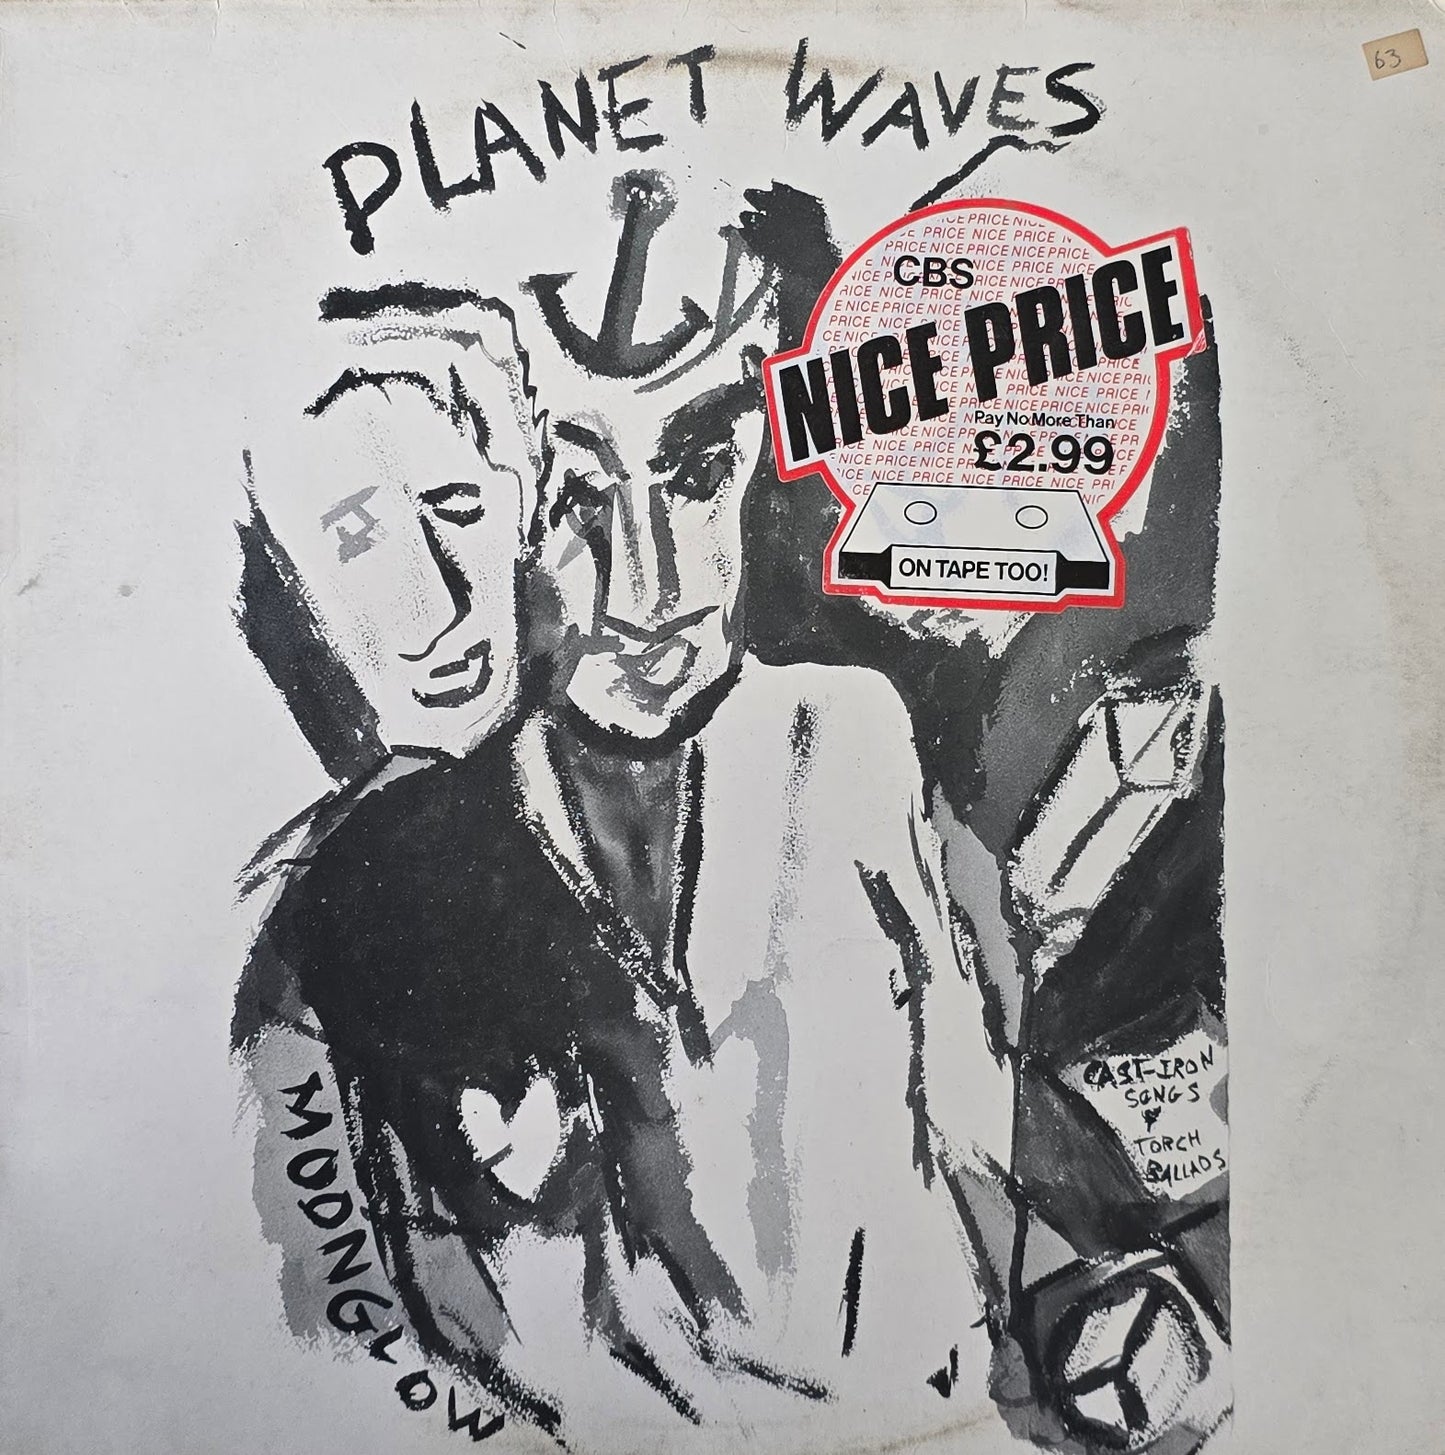 PLANET WAVES
63
CBS
NICE PRICE
Pay No More Than
£2.99
ON TAPE TOO!
CAST-IRON
SONGS
&
TORCH
BALLADS
MOONGLOW